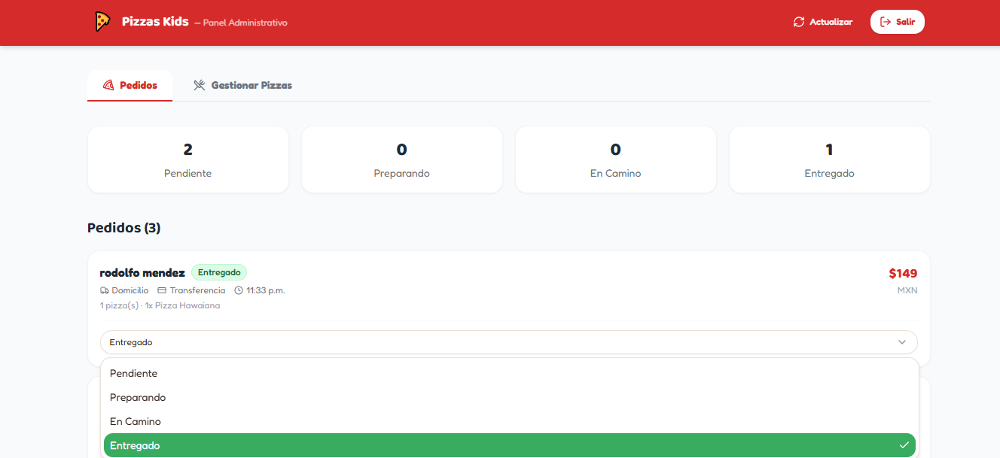 Pizzas Kids — Panel Administrativo
Actualizar
Salir
Pedidos
Gestionar Pizzas
2
Pendiente
0
Preparando
0
En Camino
1
Entregado
Pedidos (3)
rodolfo mendez Entregado
$149
Domicilio Transferencia 11:33 p.m.
MXN
1 pizza(s) · 1x Pizza Hawaiana
Entregado
Pendiente
Preparando
En Camino
Entregado